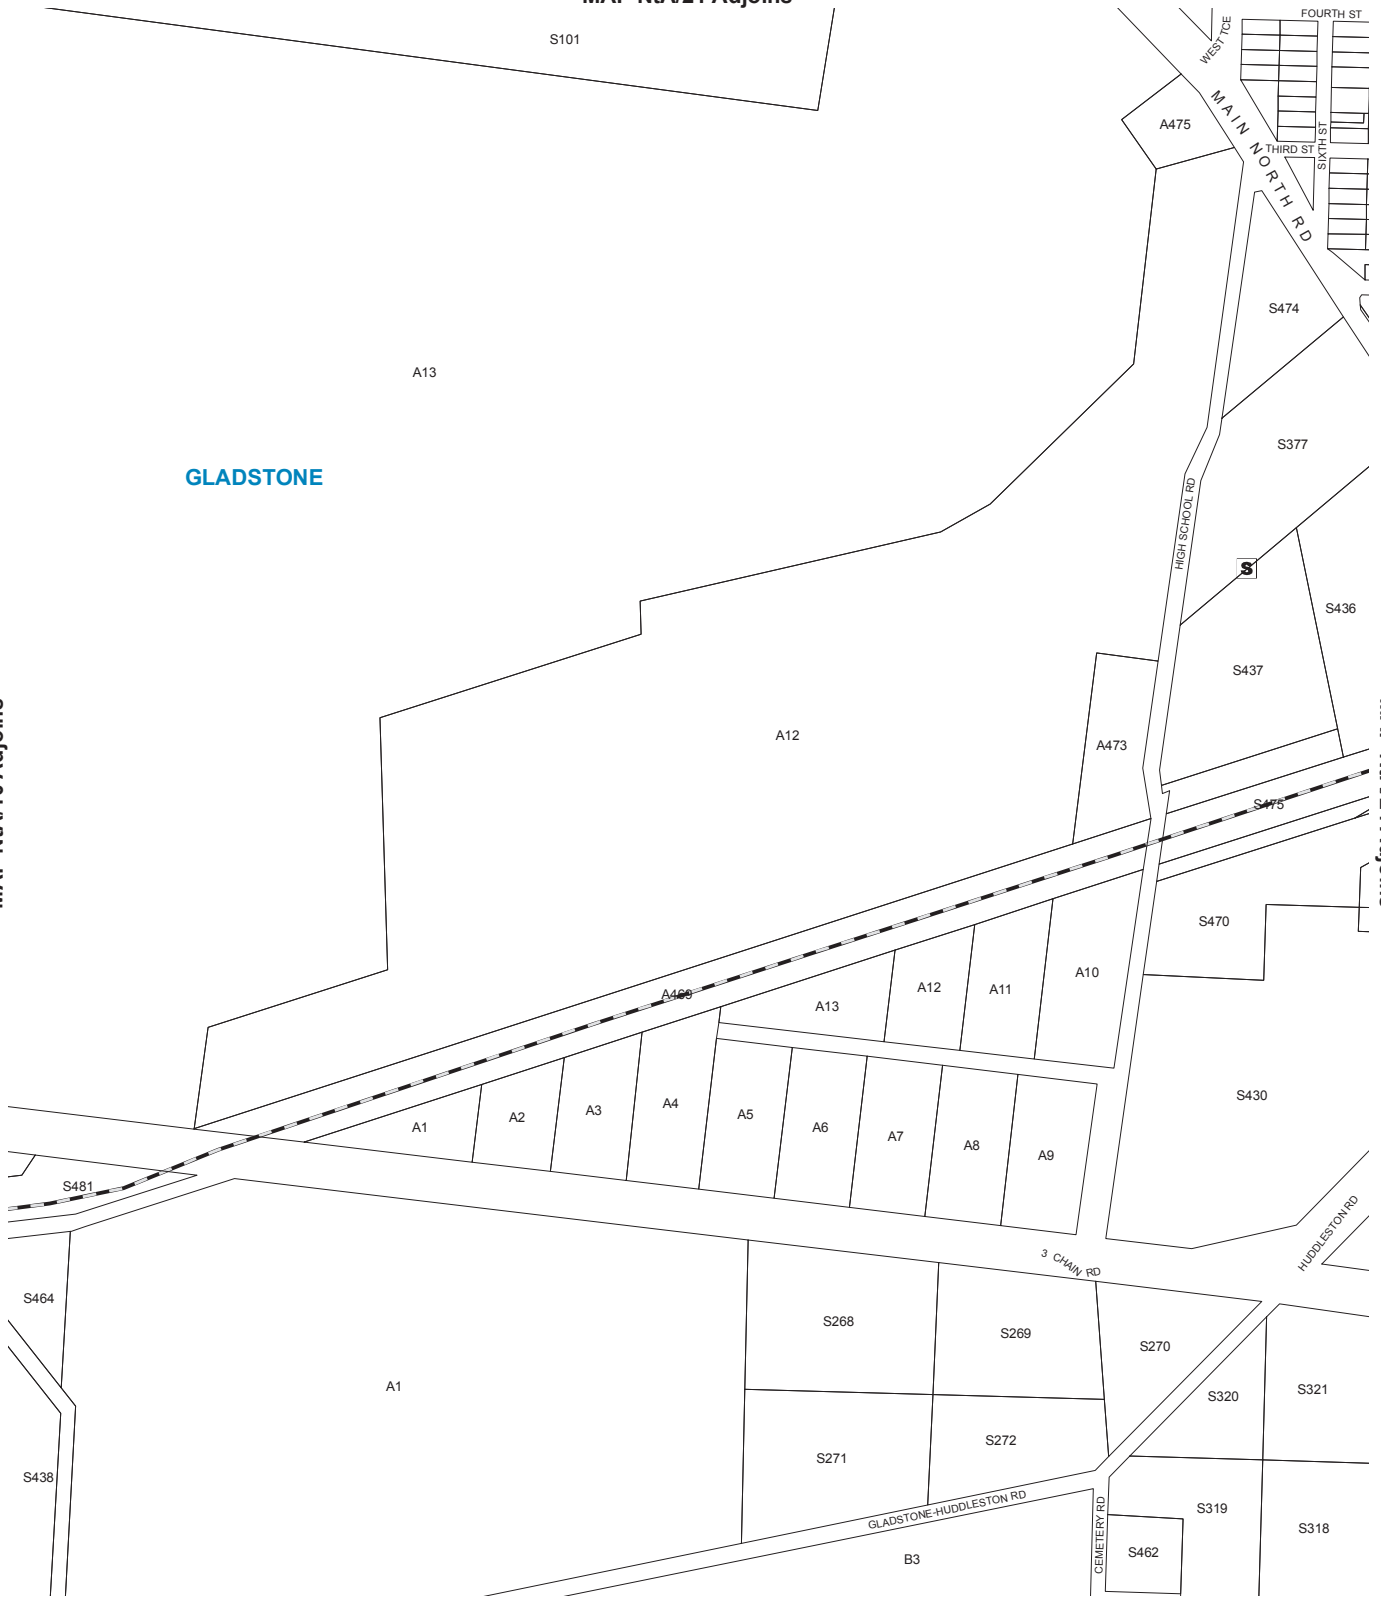 S101
FOURTH ST
WEST TCE
A475
MAIN NORTH RD
SIXTH ST
THIRD ST
S474
A13
S377
GLADSTONE
HIGH SCHOOL RD
S
S436
S437
A12
A473
S475
S470
A469
A13
A12
A11
A10
A1
A2
A3
A4
A5
A6
A7
A8
A9
S430
S481
HUDDLESTON RD
3 CHAIN RD
S464
S268
S269
S270
A1
S320
S321
S271
S272
S438
GLADSTONE-HUDDLESTON RD
CEMETERY RD
S319
S318
S462
B3